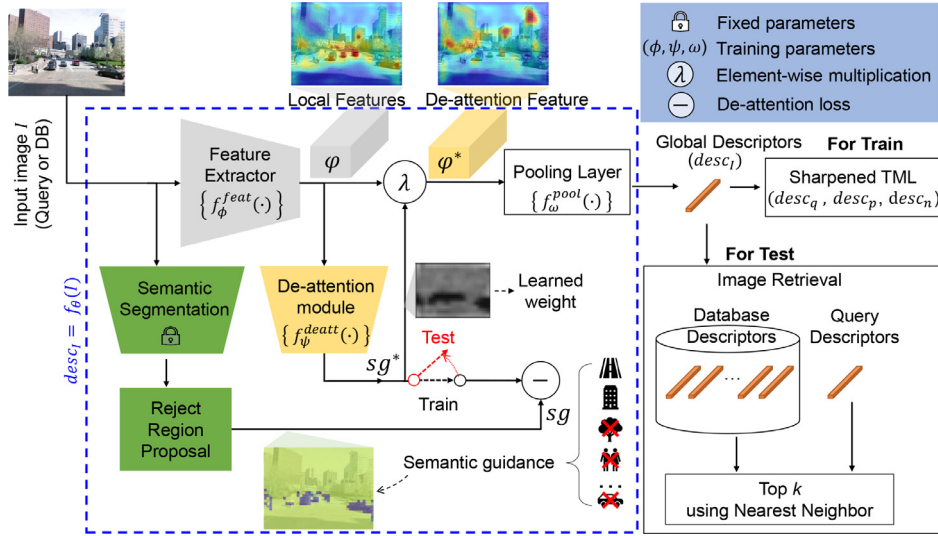 Input image I
(Query or DB)
desc_I = f_θ(I)
Local Features
De-attention Feature
Feature
Extractor
{ f_ϕ^feat(·) }
φ
λ
φ*
Pooling Layer
{ f_ω^pool(·) }
Semantic
Segmentation
De-attention
module
{ f_ψ^deatt(·) }
Learned
weight
Test
sg*
Train
−
sg
Reject
Region
Proposal
Semantic guidance
...
Fixed parameters
(ϕ, ψ, ω) Training parameters
λ Element-wise multiplication
− De-attention loss
Global Descriptors
(desc_I)
For Train
Sharpened TML
(desc_q , desc_p, desc_n)
For Test
Image Retrieval
Database
Descriptors
...
Query
Descriptors
Top k
using Nearest Neighbor